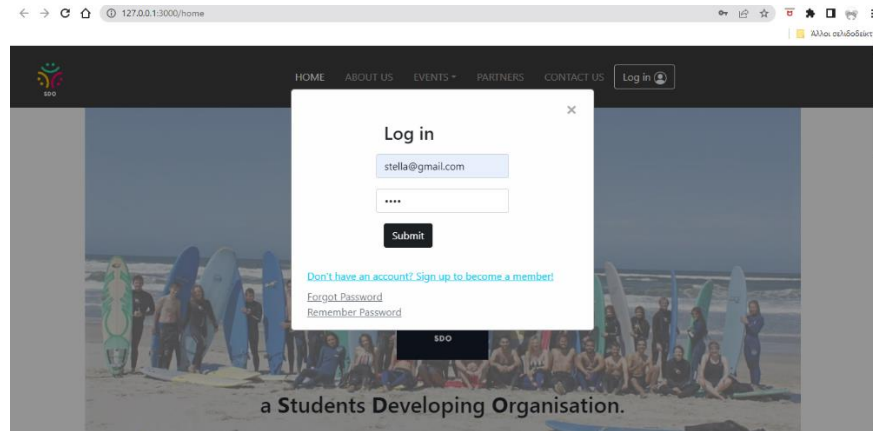 127.0.0.1:3000/home
Άλλοι σελιδοδείκτ
SDO
HOME ABOUT US EVENTS PARTNERS CONTACT US Log in
×
Log in
stella@gmail.com
••••
Submit
Don't have an account? Sign up to become a member!
Forgot Password
Remember Password
SDO
a Students Developing Organisation.